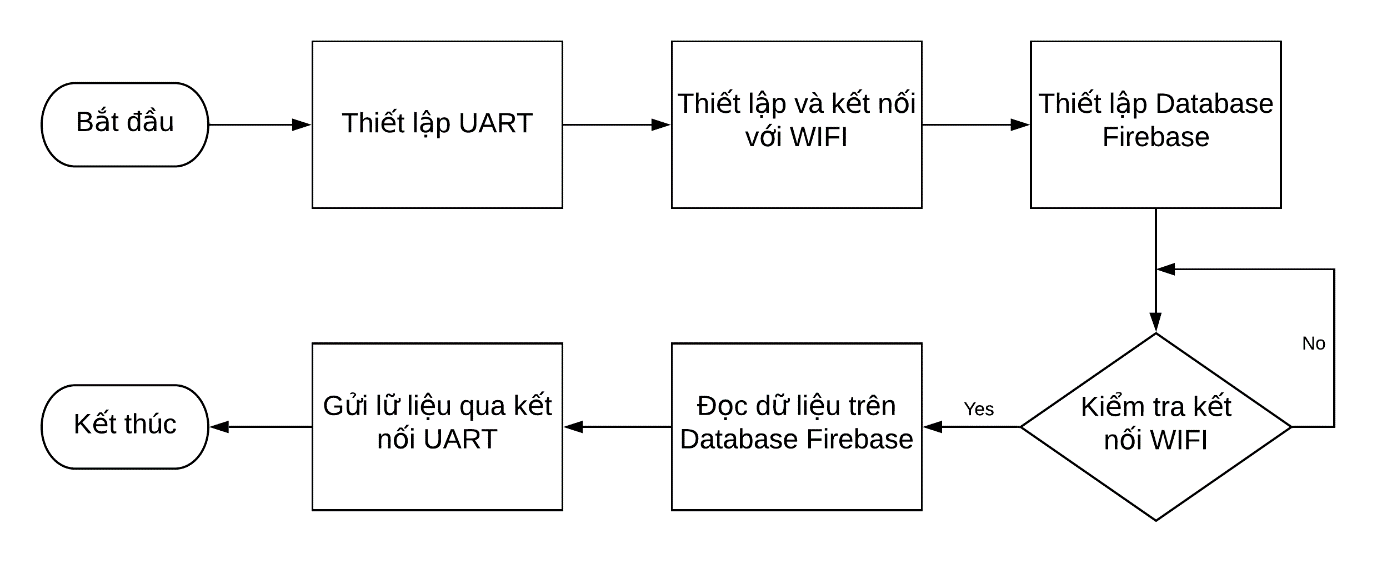 Bắt đầu
Thiết lập UART
Thiết lập và kết nối
với WIFI
Thiết lập Database
Firebase
No
Kiểm tra kết
nối WIFI
Yes
Đọc dữ liệu trên
Database Firebase
Gửi lữ liệu qua kết
nối UART
Kết thúc